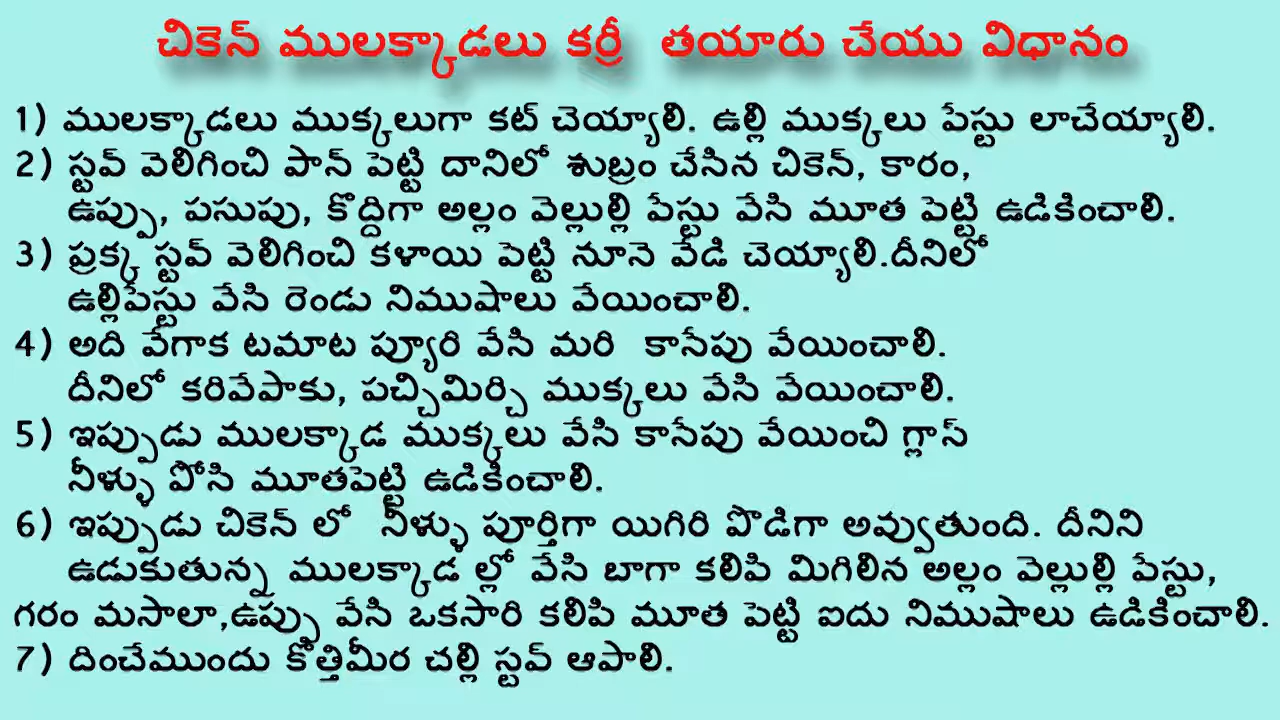 చికెన్ ములక్కాడలు కర్రీ తయారు చేయు విధానం
1) ములక్కాడలు ముక్కలుగా కట్ చెయ్యాలి. ఉల్లి ముక్కలు పేస్టు లాచేయ్యాలి.
2) స్టవ్ వెలిగించి పాన్ పెట్టి దానిలో శుబ్రం చేసిన చికెన్, కారం,
ఉప్పు, పసుపు, కొద్దిగా అల్లం వెల్లుల్లి పేస్టు వేసి మూత పెట్టి ఉడికించాలి.
3) ప్రక్క స్టవ్ వెలిగించి కళాయి పెట్టి నూనె వేడి చెయ్యాలి.దీనిలో
ఉల్లిపేస్టు వేసి రెండు నిముషాలు వేయించాలి.
4) అది వేగాక టమాట ప్యూరి వేసి మరి కాసేపు వేయించాలి.
దీనిలో కరివేపాకు, పచ్చిమిర్చి ముక్కలు వేసి వేయించాలి.
5) ఇప్పుడు ములక్కాడ ముక్కలు వేసి కాసేపు వేయించి గ్లాస్
నీళ్ళు పోసి మూతపెట్టి ఉడికించాలి.
6) ఇప్పుడు చికెన్ లో నీళ్ళు పూర్తిగా యిగిరి పొడిగా అవ్వుతుంది. దీనిని
ఉడుకుతున్న ములక్కాడ ల్లో వేసి బాగా కలిపి మిగిలిన అల్లం వెల్లుల్లి పేస్టు,
గరం మసాలా,ఉప్పు వేసి ఒకసారి కలిపి మూత పెట్టి ఐదు నిముషాలు ఉడికించాలి.
7) దించేముందు కొత్తిమీర చల్లి స్టవ్ ఆపాలి.